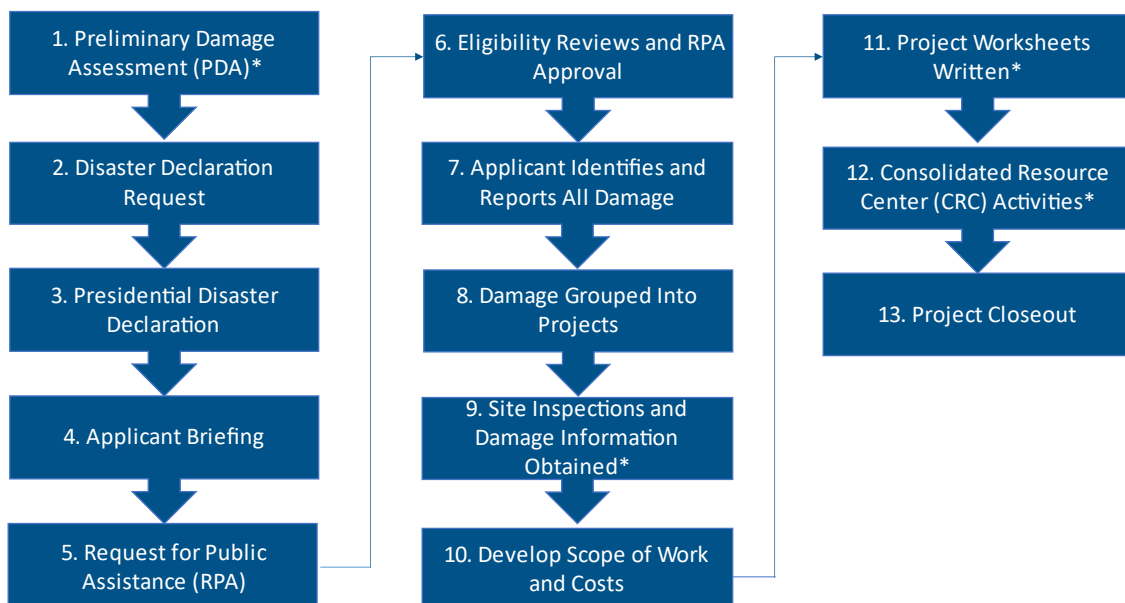 1. Preliminary Damage
Assessment (PDA)*
2. Disaster Declaration
Request
3. Presidential Disaster
Declaration
4. Applicant Briefing
5. Request for Public
Assistance (RPA)
6. Eligibility Reviews and RPA
Approval
7. Applicant Identifies and
Reports All Damage
8. Damage Grouped Into
Projects
9. Site Inspections and
Damage Information
Obtained*
10. Develop Scope of Work
and Costs
11. Project Worksheets
Written*
12. Consolidated Resource
Center (CRC) Activities*
13. Project Closeout